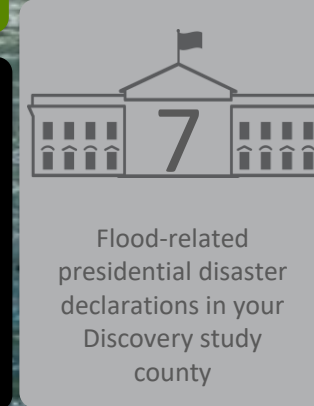 7
Flood-related
presidential disaster
declarations in your
Discovery study
county